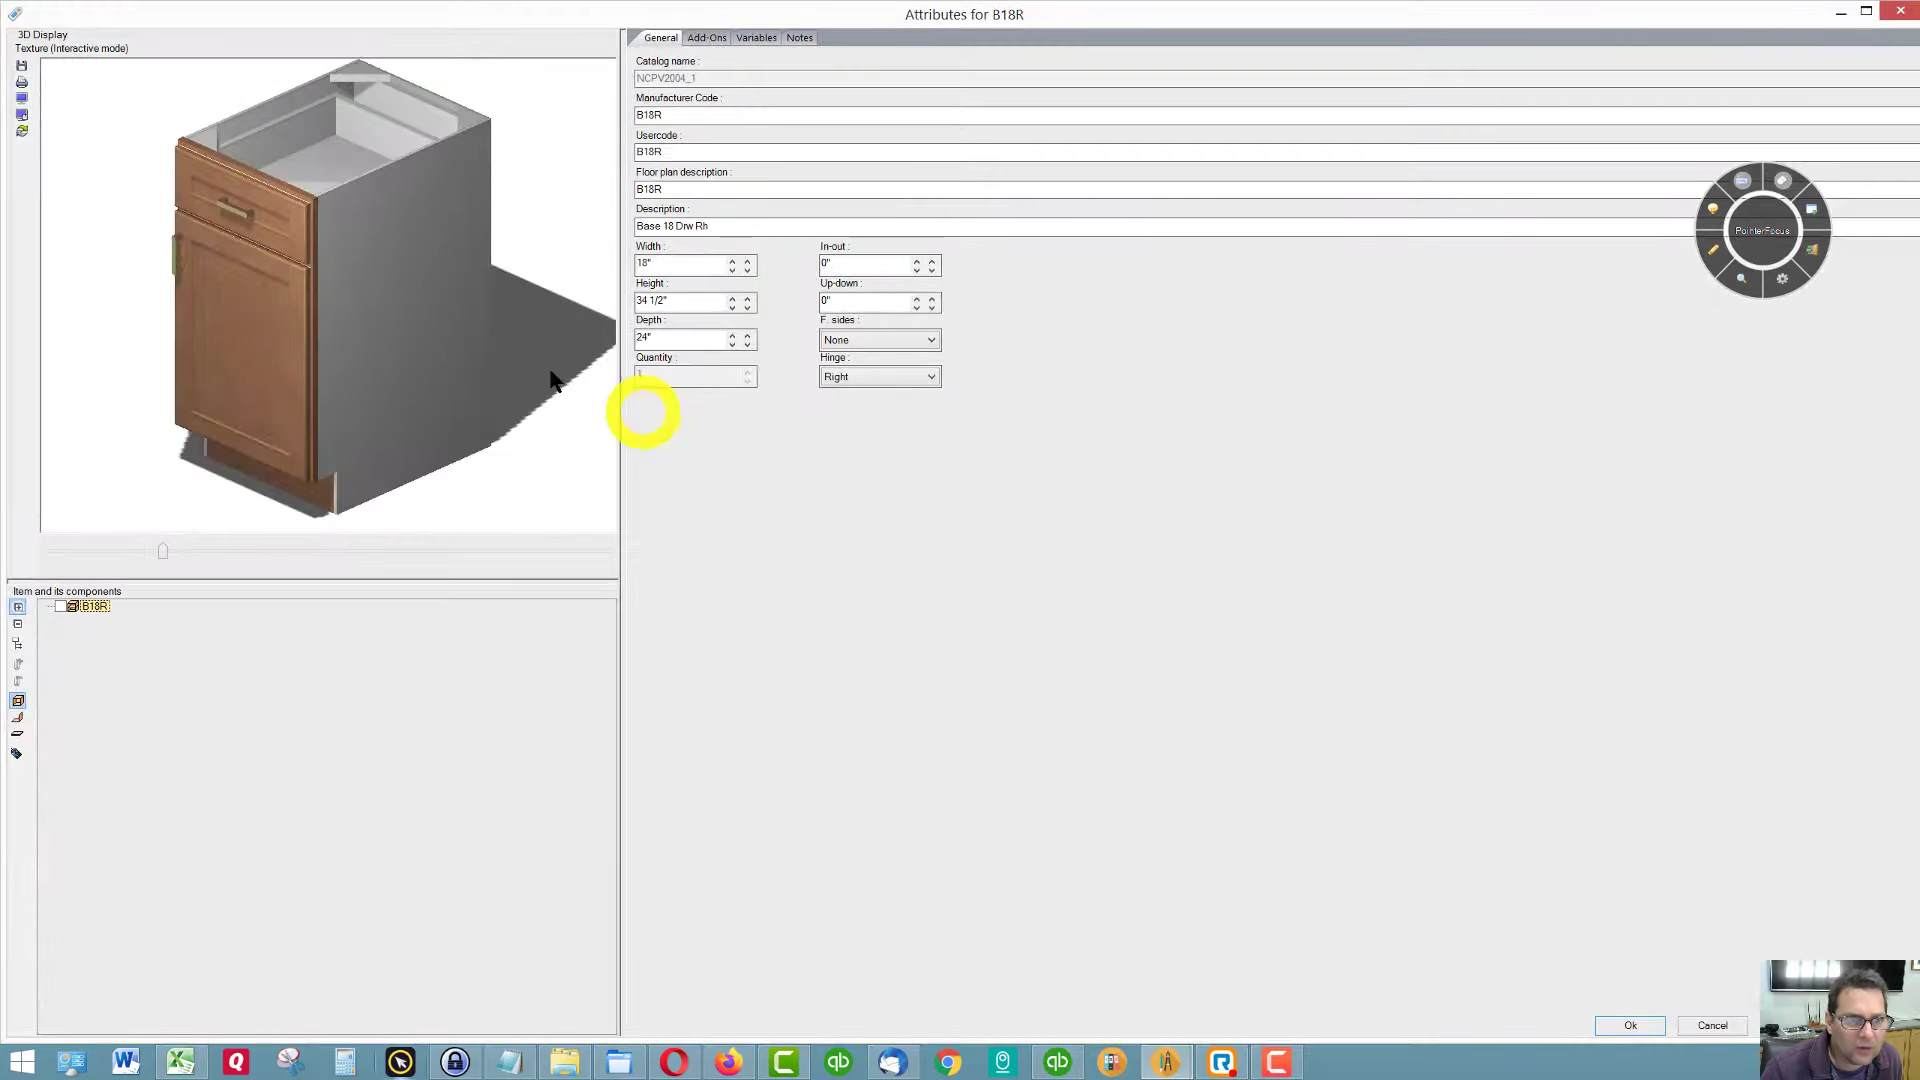 Attributes for B18R
3D Display
Texture (Interactive mode)
General Add-Ons Variables Notes
Catalog name :
NCPV2004_1
Manufacturer Code :
B18R
Usercode :
B18R
Floor plan description :
B18R
Description :
Base 18 Drw Rh
Width : In-out :
18" 0"
Height : Up-down :
34 1/2" 0"
Depth : F. sides :
24" None
Quantity : Hinge :
1 Right
PointerFocus
Item and its components
B18R
Ok Cancel